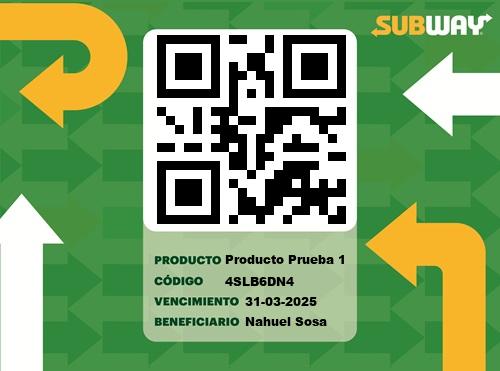 SUBWAY
PRODUCTO Producto Prueba 1
CÓDIGO 4SLB6DN4
VENCIMIENTO 31-03-2025
BENEFICIARIO Nahuel Sosa